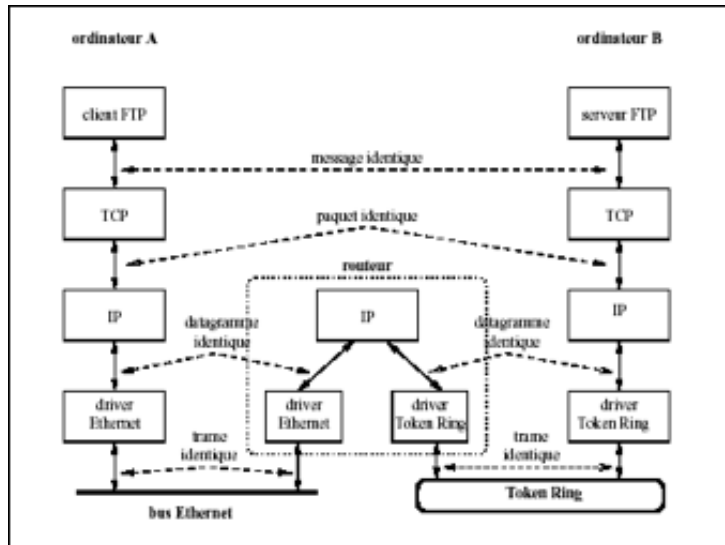 ordinateur A
ordinateur B
client FTP
serveur FTP
message identique
TCP
TCP
paquet identique
routeur
IP
IP
IP
datagramme
identique
datagramme
identique
driver
Ethernet
driver
Ethernet
driver
Token Ring
driver
Token Ring
trame
identique
trame
identique
bus Ethernet
Token Ring